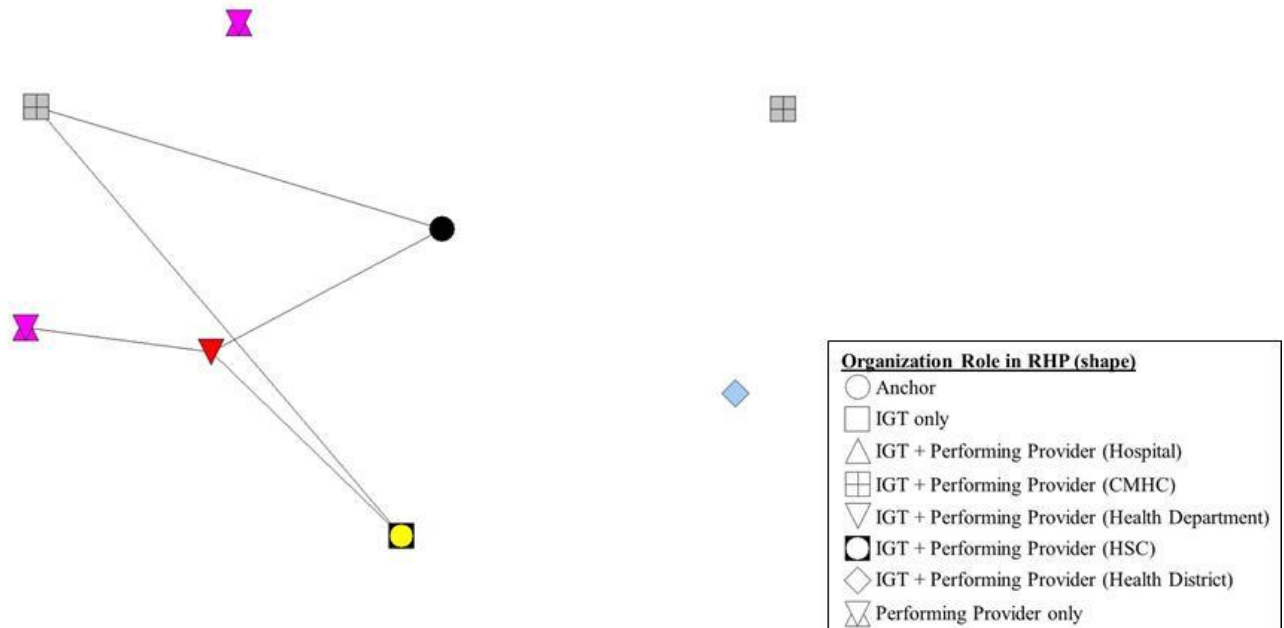 Organization Role in RHP (shape)
Anchor
IGT only
IGT + Performing Provider (Hospital)
IGT + Performing Provider (CMHC)
IGT + Performing Provider (Health Department)
IGT + Performing Provider (HSC)
IGT + Performing Provider (Health District)
Performing Provider only